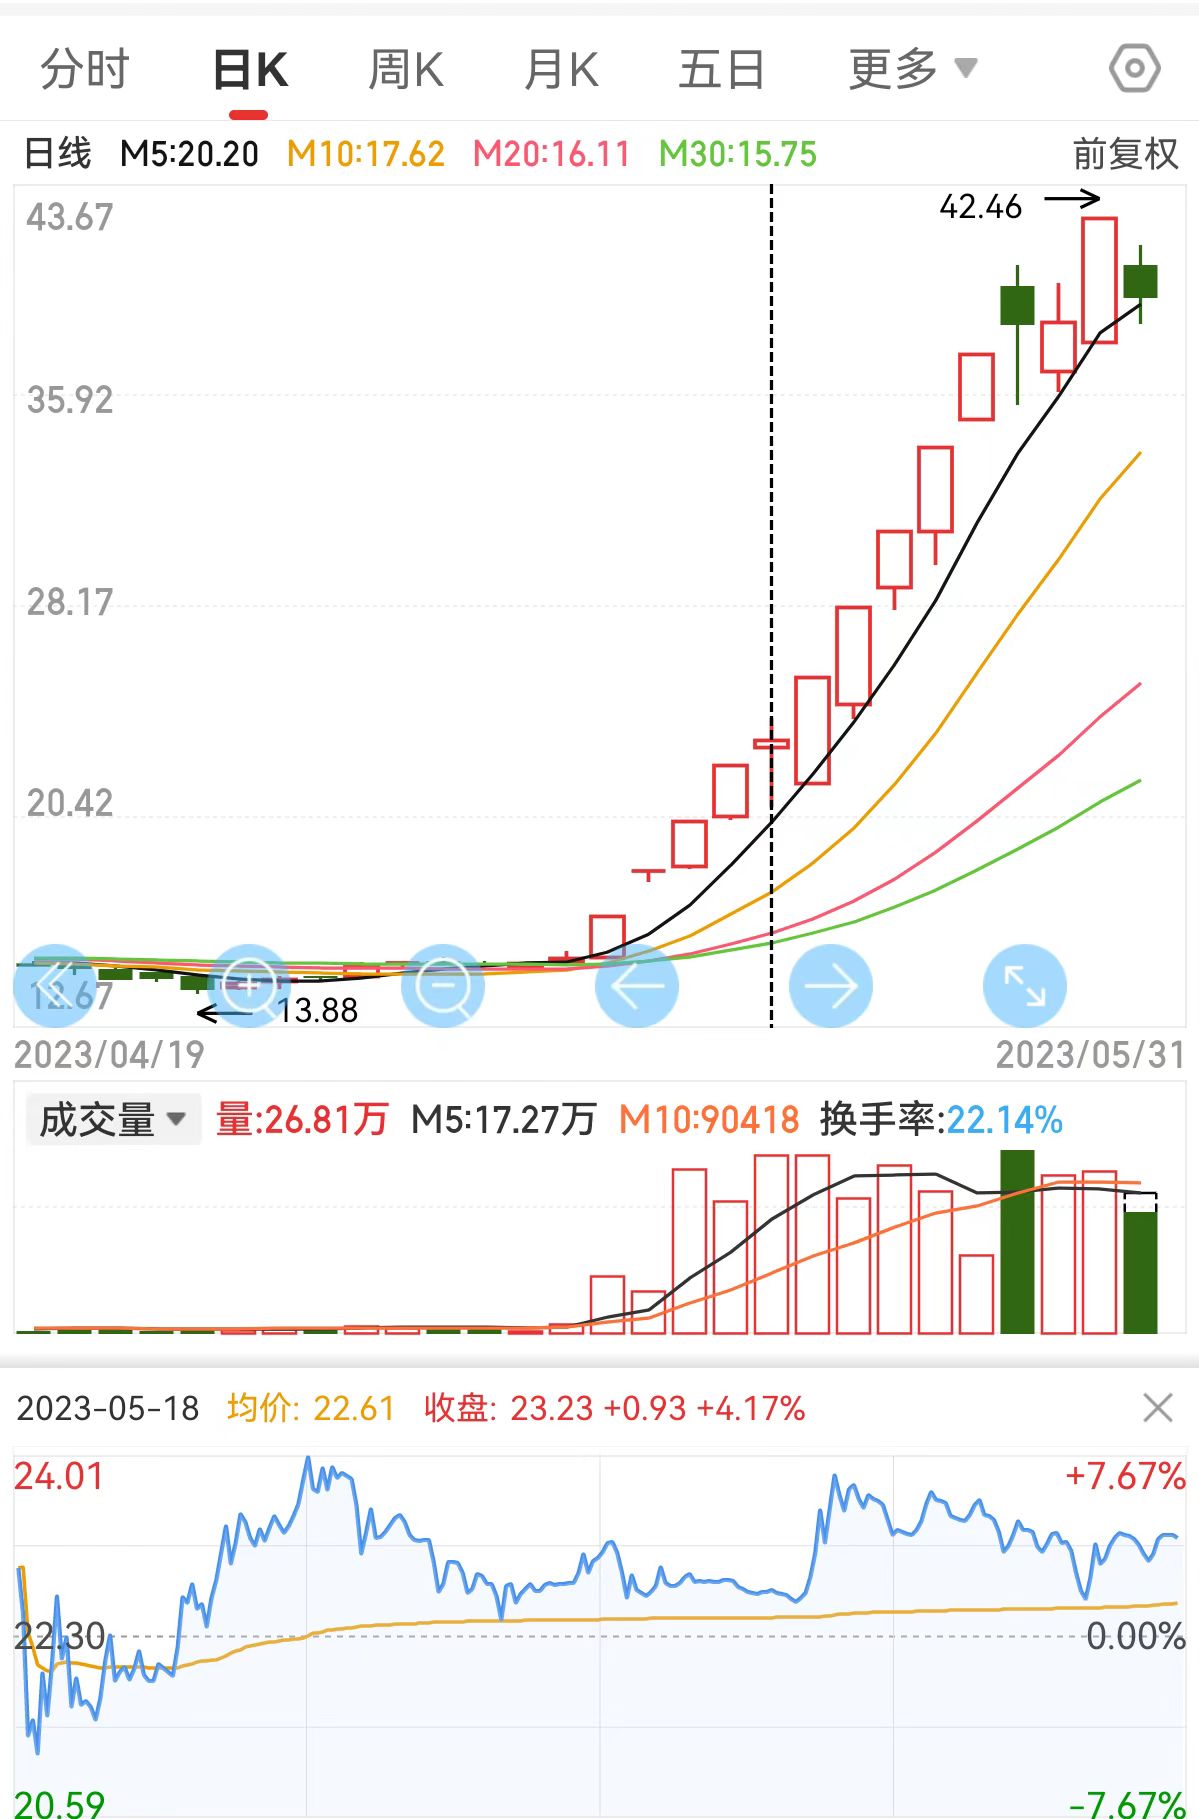 分时 日K 周K 月K 五日 更多
日线 M5:20.20 M10:17.62 M20:16.11 M30:15.75 前复权
43.67
42.46
35.92
28.17
20.42
12.67
13.88
2023/04/19 2023/05/31
成交量 量:26.81万 M5:17.27万 M10:90418 换手率:22.14%
2023-05-18 均价: 22.61 收盘: 23.23 +0.93 +4.17%
24.01 +7.67%
22.30 0.00%
20.59 -7.67%